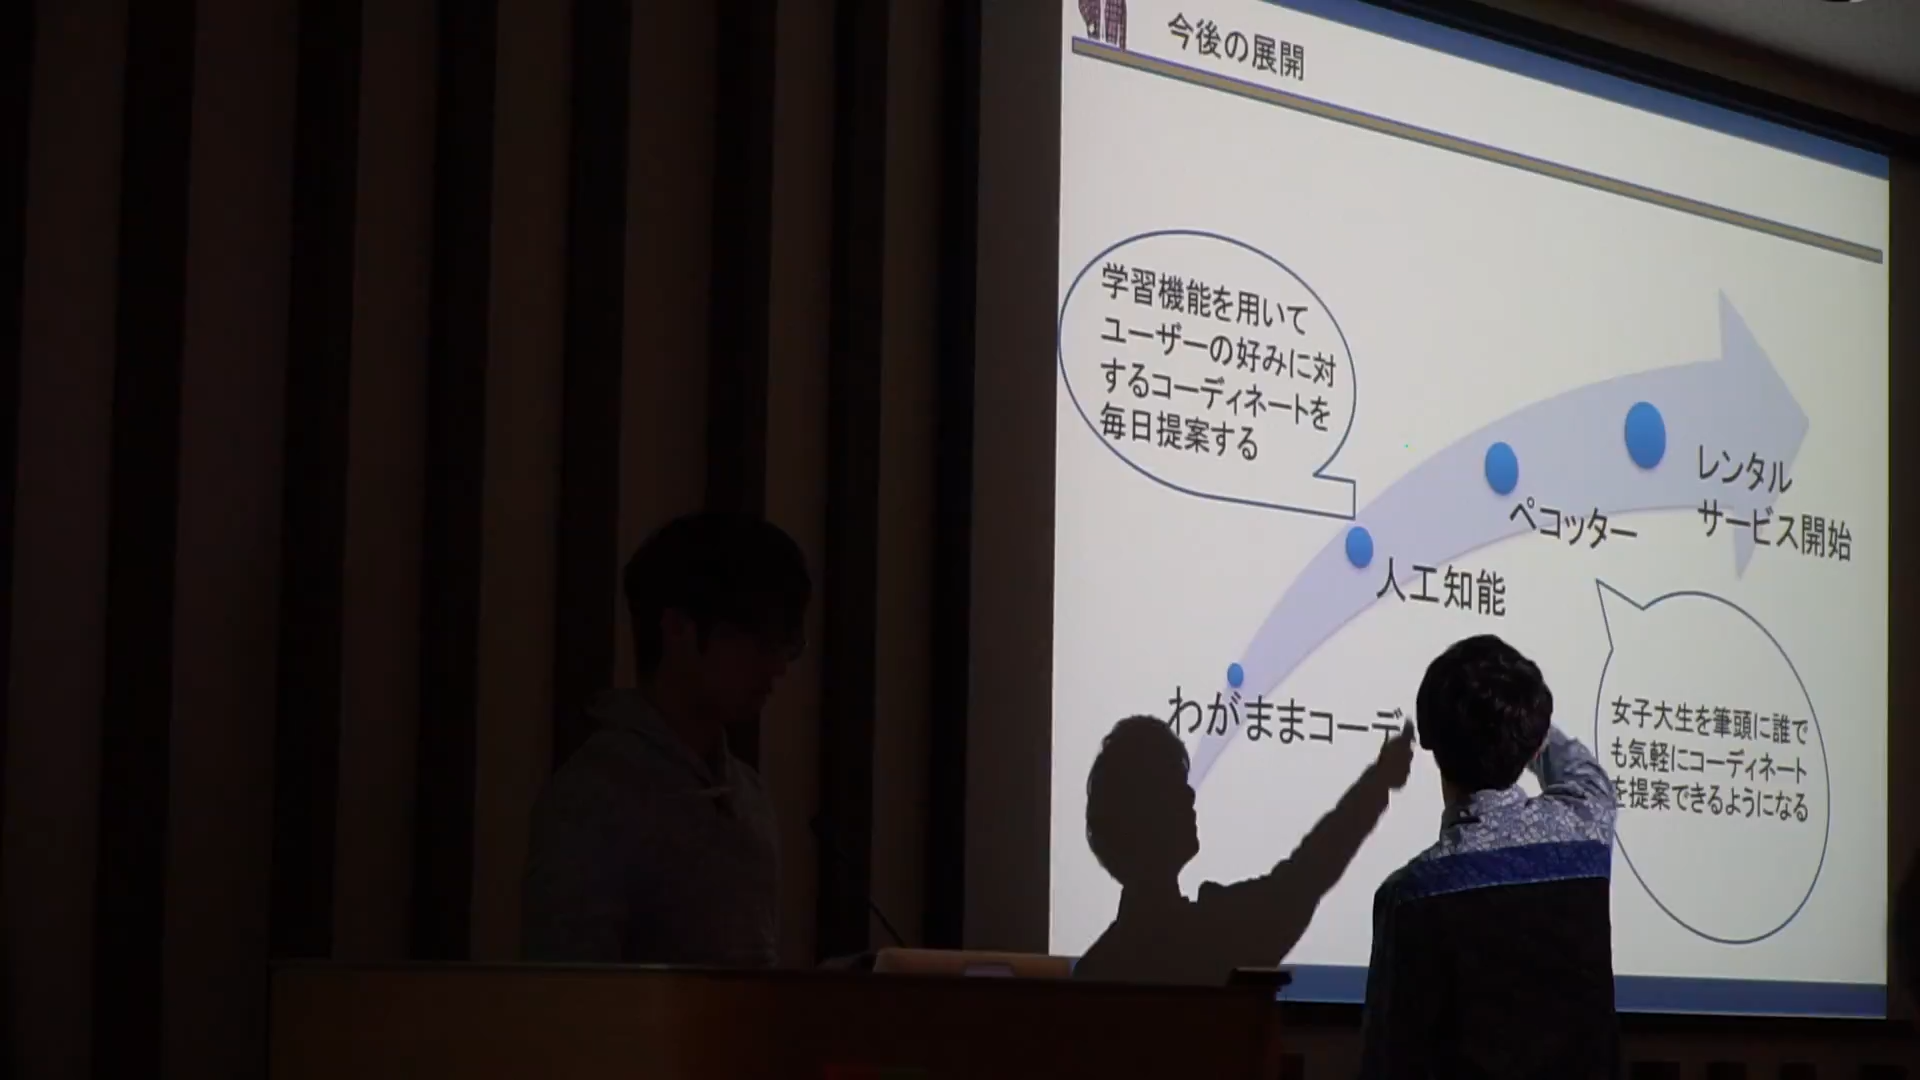 今後の展開
学習機能を用いて
ユーザーの好みに対
するコーディネートを
毎日提案する
レンタル
サービス開始
ペコッター
人工知能
わがままコーデ
女子大生を筆頭に誰で
も気軽にコーディネート
を提案できるようになる